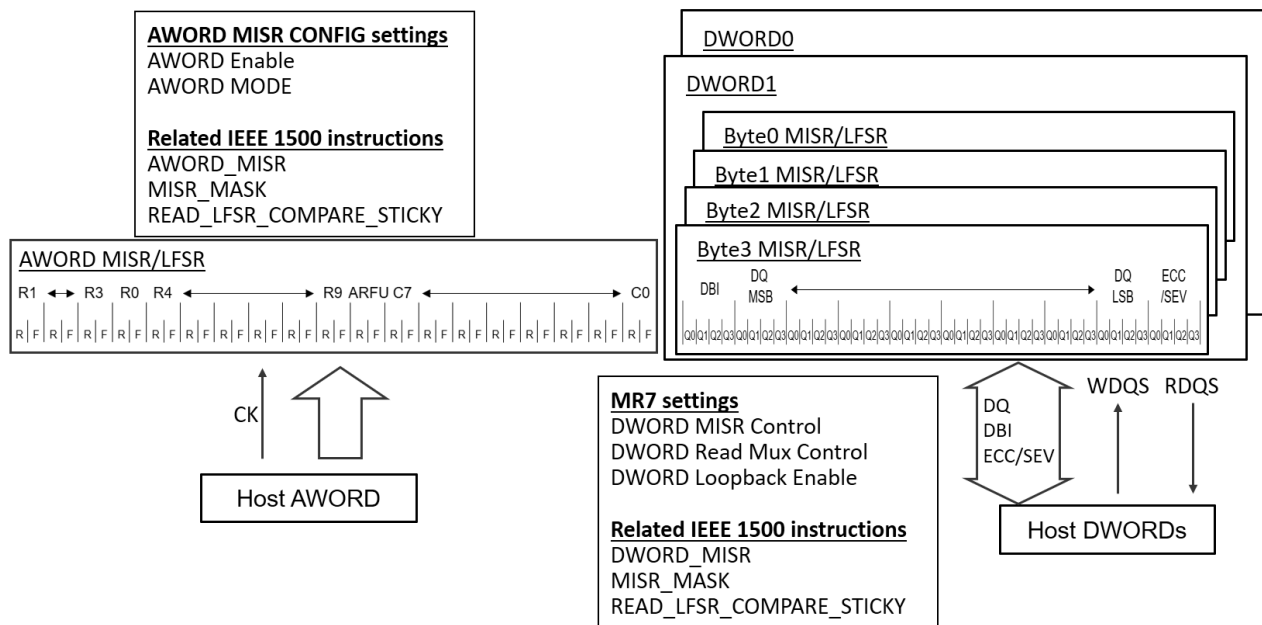 AWORD MISR CONFIG settings
AWORD Enable
AWORD MODE
Related IEEE 1500 instructions
AWORD_MISR
MISR_MASK
READ_LFSR_COMPARE_STICKY
AWORD MISR/LFSR
R1 R3 R0 R4 R9 ARFU C7 C0
R F R F R F R F R F R F R F R F R F R F R F R F R F R F R F R F R F R F R F
CK
Host AWORD
DWORD0
DWORD1
Byte0 MISR/LFSR
Byte1 MISR/LFSR
Byte2 MISR/LFSR
Byte3 MISR/LFSR
DBI
DQ
MSB
DQ
LSB
ECC
/SEV
Q0 Q1 Q2 Q3 Q0 Q1 Q2 Q3 Q0 Q1 Q2 Q3 Q0 Q1 Q2 Q3 Q0 Q1 Q2 Q3 Q0 Q1 Q2 Q3 Q0 Q1 Q2 Q3 Q0 Q1 Q2 Q3 Q0 Q1 Q2 Q3 Q0 Q1 Q2 Q3
MR7 settings
DWORD MISR Control
DWORD Read Mux Control
DWORD Loopback Enable
Related IEEE 1500 instructions
DWORD_MISR
MISR_MASK
READ_LFSR_COMPARE_STICKY
DQ
DBI
ECC/SEV
WDQS RDQS
Host DWORDs